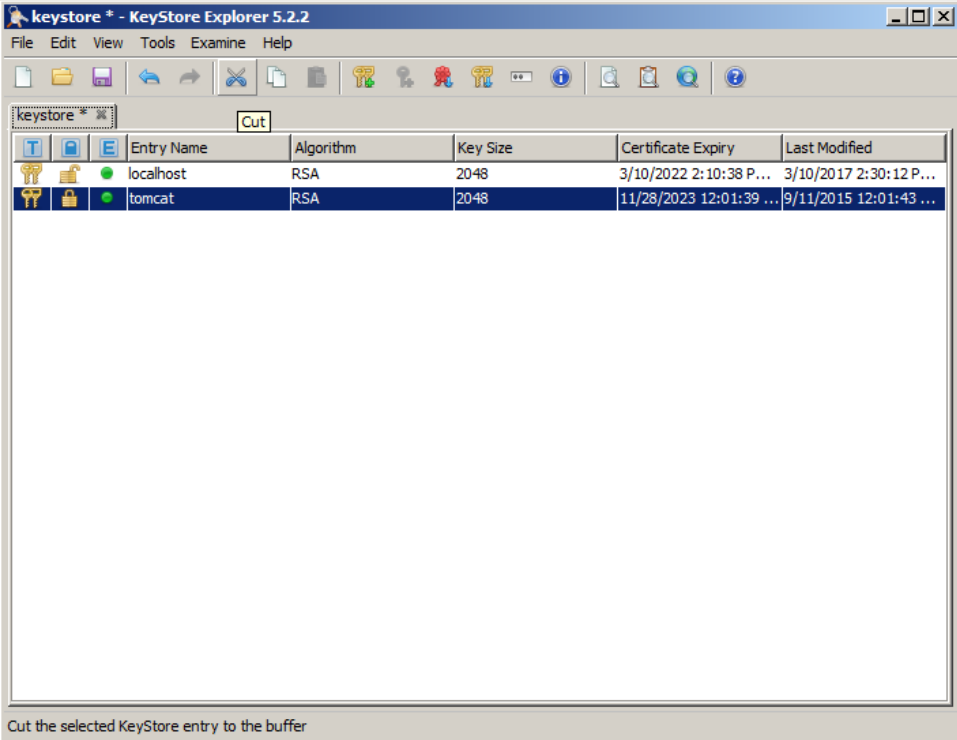 keystore * - KeyStore Explorer 5.2.2
File Edit View Tools Examine Help
keystore *
Cut
T E Entry Name Algorithm Key Size Certificate Expiry Last Modified
localhost RSA 2048 3/10/2022 2:10:38 P... 3/10/2017 2:30:12 P...
tomcat RSA 2048 11/28/2023 12:01:39 ... 9/11/2015 12:01:43 ...
Cut the selected KeyStore entry to the buffer